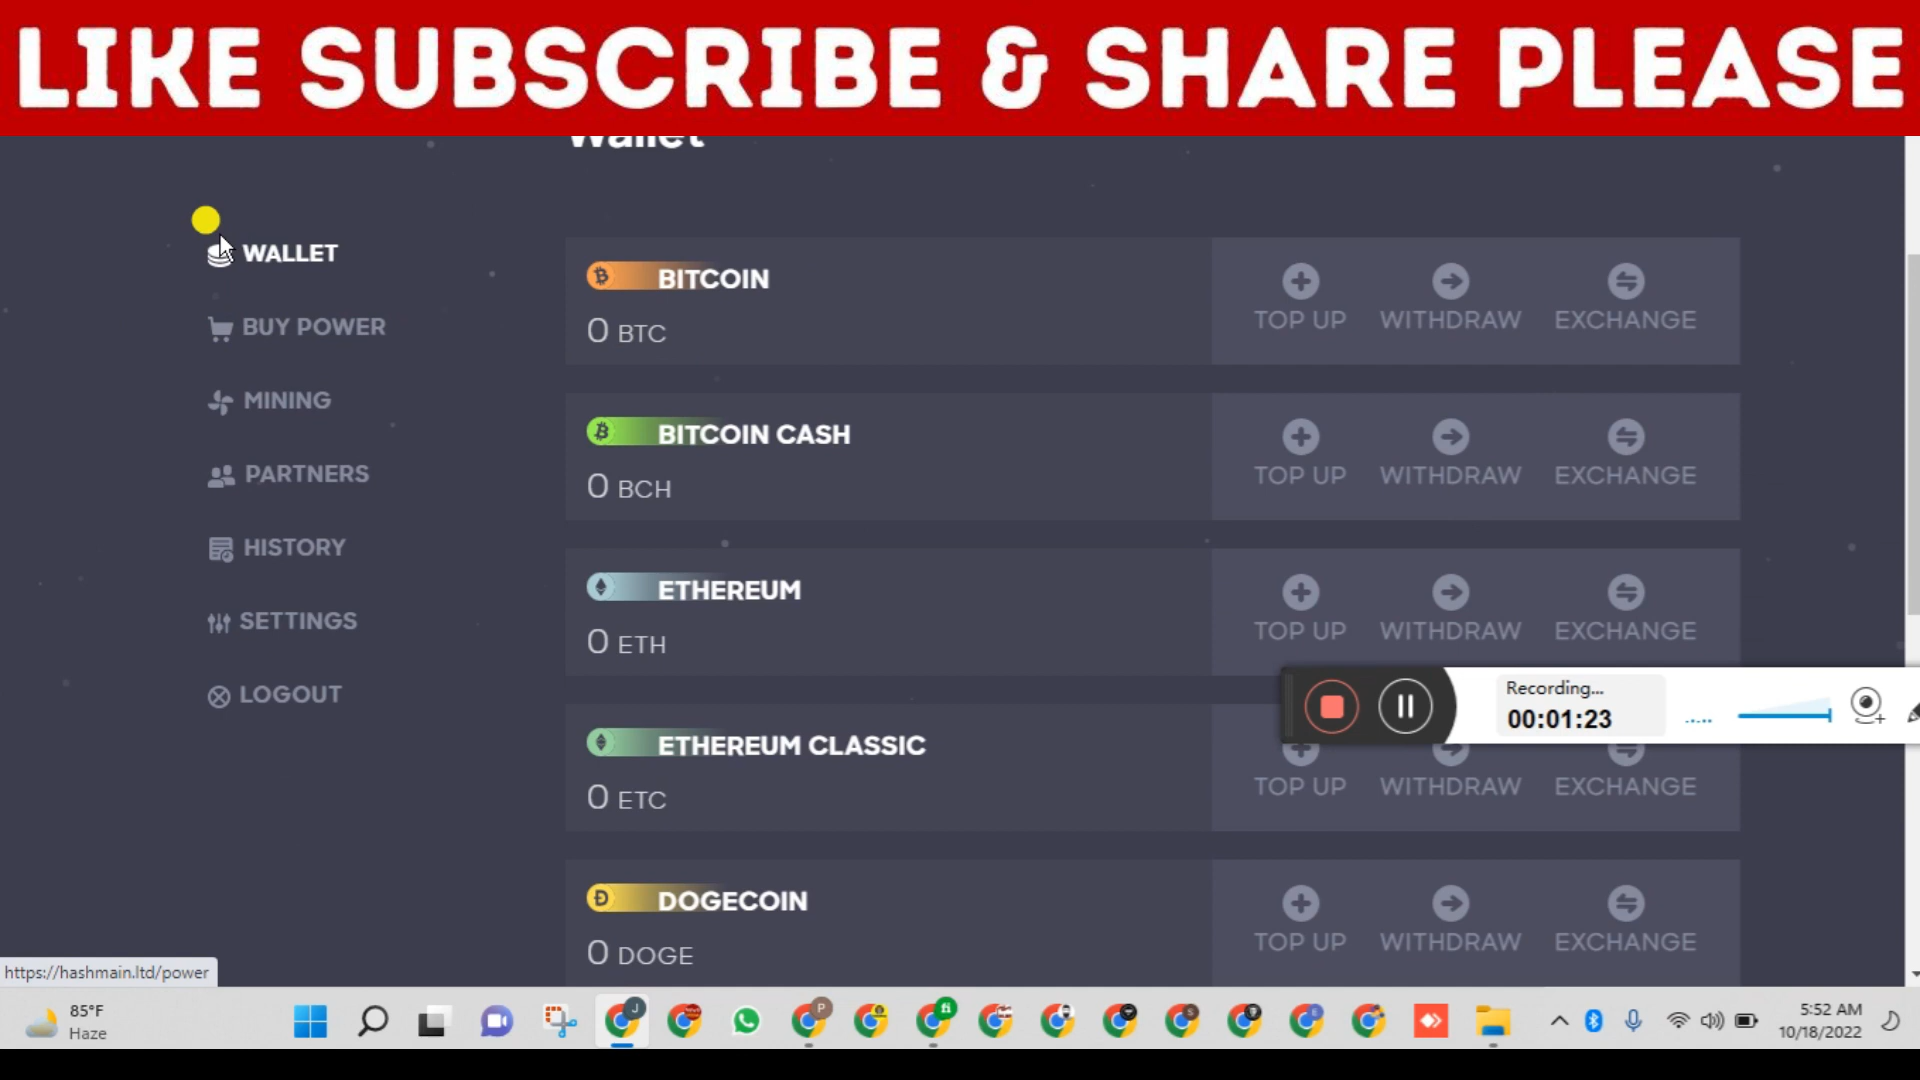 LIKE SUBSCRIBE & SHARE PLEASE
Wallet
WALLET
BUY POWER
MINING
PARTNERS
HISTORY
SETTINGS
LOGOUT
BITCOIN
0 BTC
TOP UP WITHDRAW EXCHANGE
BITCOIN CASH
0 BCH
TOP UP WITHDRAW EXCHANGE
ETHEREUM
0 ETH
TOP UP WITHDRAW EXCHANGE
Recording...
00:01:23
ETHEREUM CLASSIC
0 ETC
TOP UP WITHDRAW EXCHANGE
DOGECOIN
0 DOGE
TOP UP WITHDRAW EXCHANGE
https://hashmain.ltd/power
85°F
Haze
5:52 AM
10/18/2022